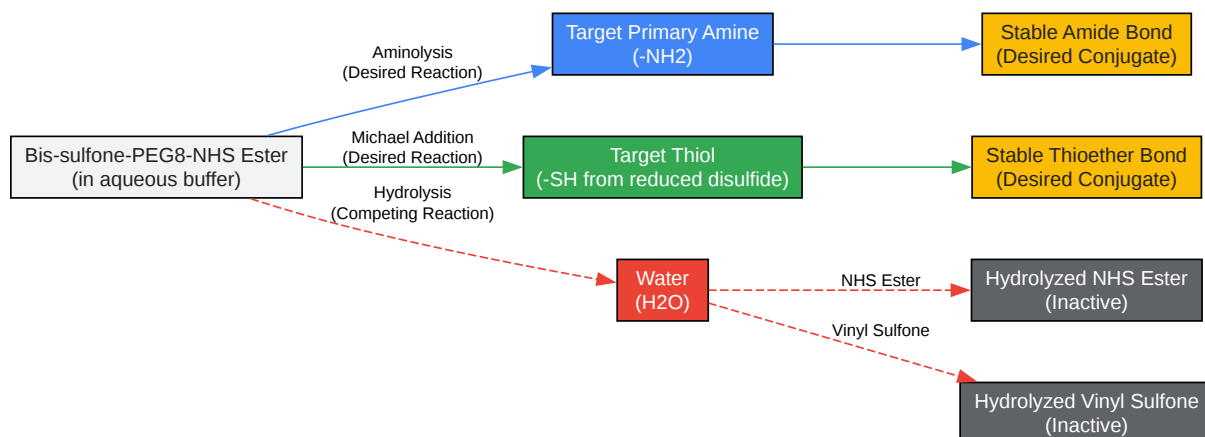 Aminolysis
(Desired Reaction)
Target Primary Amine
(-NH2)
Stable Amide Bond
(Desired Conjugate)
Bis-sulfone-PEG8-NHS Ester
(in aqueous buffer)
Michael Addition
(Desired Reaction)
Target Thiol
(-SH from reduced disulfide)
Stable Thioether Bond
(Desired Conjugate)
Hydrolysis
(Competing Reaction)
Water
(H2O)
NHS Ester
Hydrolyzed NHS Ester
(Inactive)
Vinyl Sulfone
Hydrolyzed Vinyl Sulfone
(Inactive)